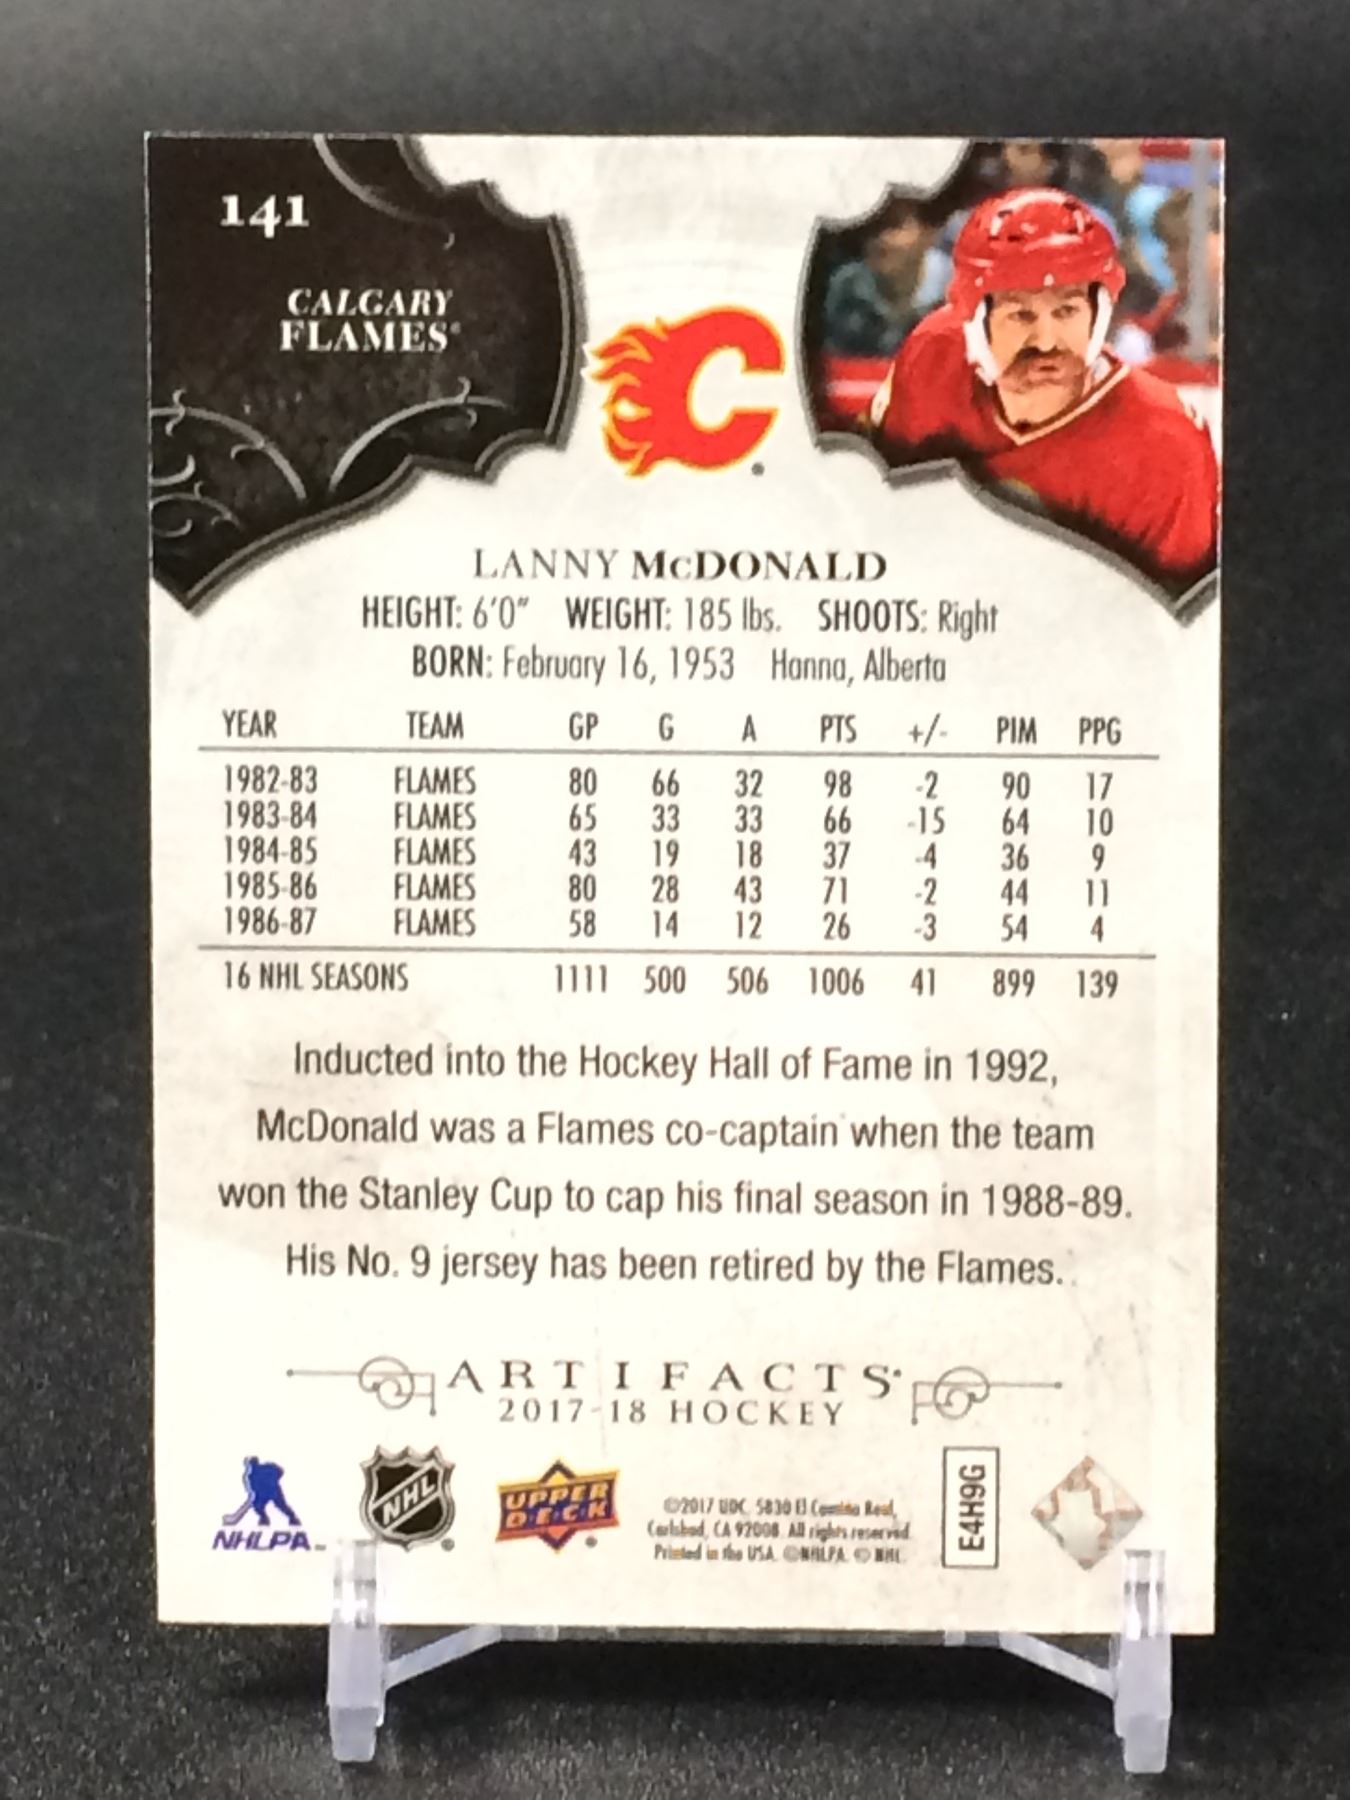 141
CALGARY
FLAMES
LANNY McDONALD
HEIGHT: 6'0" WEIGHT: 185 lbs. SHOOTS: Right
BORN: February 16, 1953 Hanna, Alberta
YEAR TEAM GP G A PTS +/- PIM PPG
1982-83 FLAMES 80 66 32 98 -2 90 17
1983-84 FLAMES 65 33 33 66 -15 64 10
1984-85 FLAMES 43 19 18 37 -4 36 9
1985-86 FLAMES 80 28 43 71 -2 44 11
1986-87 FLAMES 58 14 12 26 -3 54 4
16 NHL SEASONS 1111 500 506 1006 41 899 139
Inducted into the Hockey Hall of Fame in 1992,
McDonald was a Flames co-captain when the team
won the Stanley Cup to cap his final season in 1988-89.
His No. 9 jersey has been retired by the Flames.
ARTIFACTS
2017-18 HOCKEY
NHLPA
NHL
UPPER
DECK
©2017 UDC. 5830 El Camino Real,
Carlsbad, CA 92008. All rights reserved.
Printed in the USA. ©NHLPA. © NHL.
E4H9G